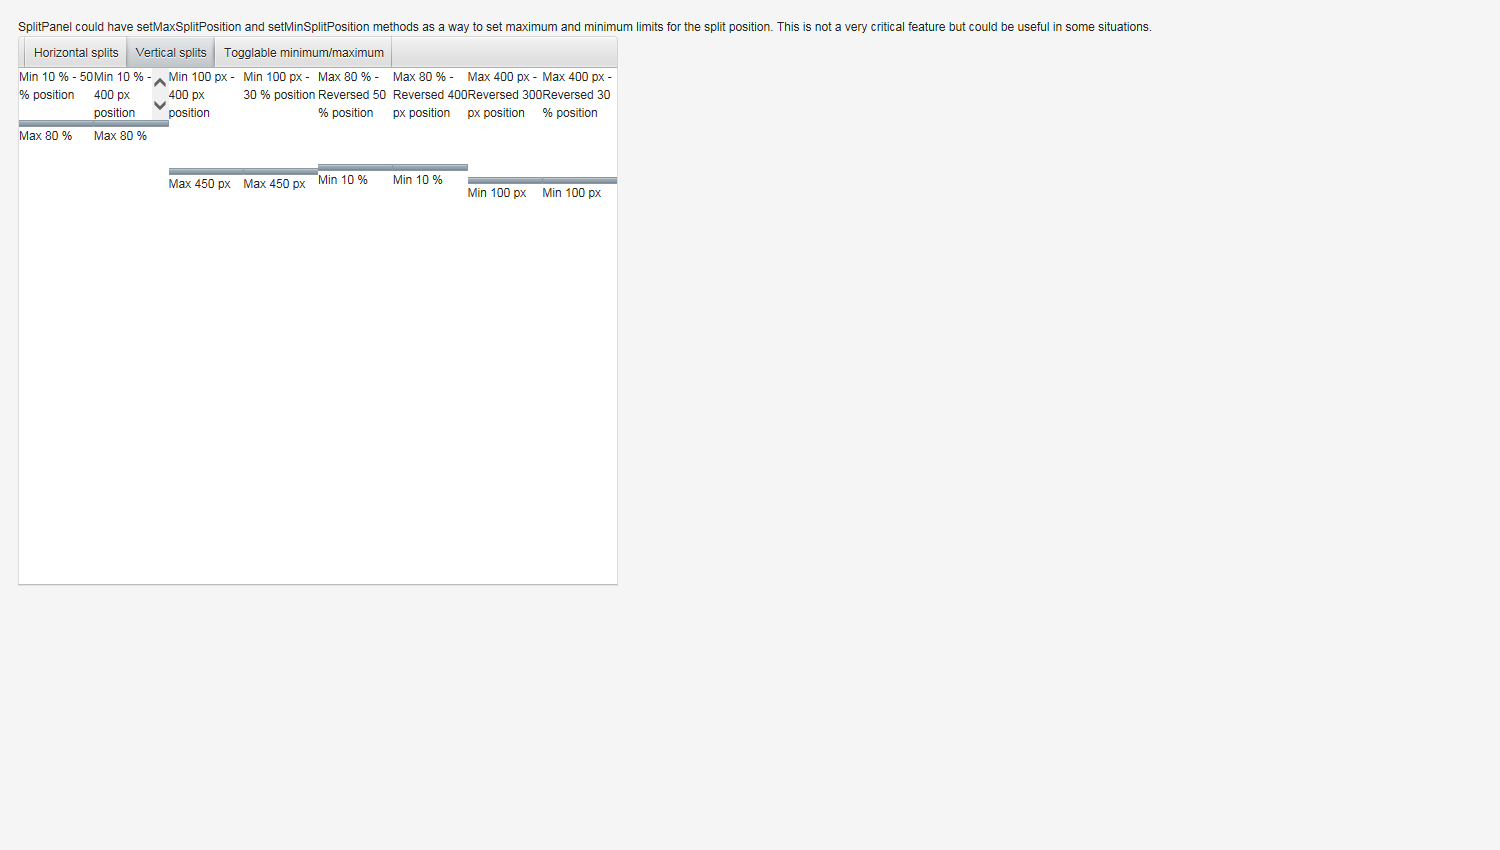 SplitPanel could have setMaxSplitPosition and setMinSplitPosition methods as a way to set maximum and minimum limits for the split position. This is not a very critical feature but could be useful in some situations.
Horizontal splits
Vertical splits
Togglable minimum/maximum
Min 10 % - 50
% position
Max 80 %
Min 10 % -
400 px
position
Max 80 %
Min 100 px -
400 px
position
Max 450 px
Min 100 px -
30 % position
Max 450 px
Max 80 % -
Reversed 50
% position
Min 10 %
Max 80 % -
Reversed 400
px position
Min 10 %
Max 400 px -
Reversed 300
px position
Min 100 px
Max 400 px -
Reversed 30
% position
Min 100 px